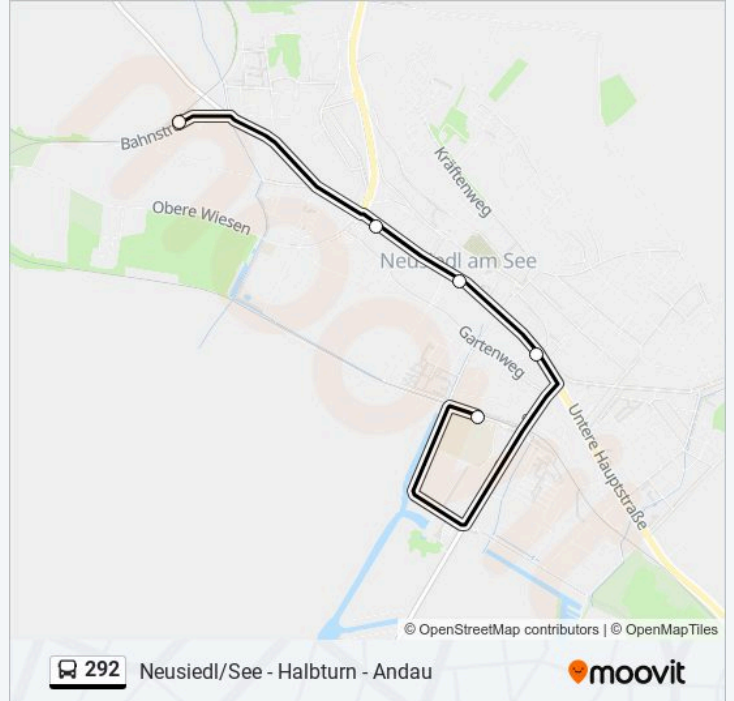 Bahnstr
Kräftenweg
Obere Wiesen
Neusiedl am See
Gartenweg
Untere Hauptstraße
© OpenStreetMap contributors | © OpenMapTiles
292 Neusiedl/See - Halbturn - Andau moovit